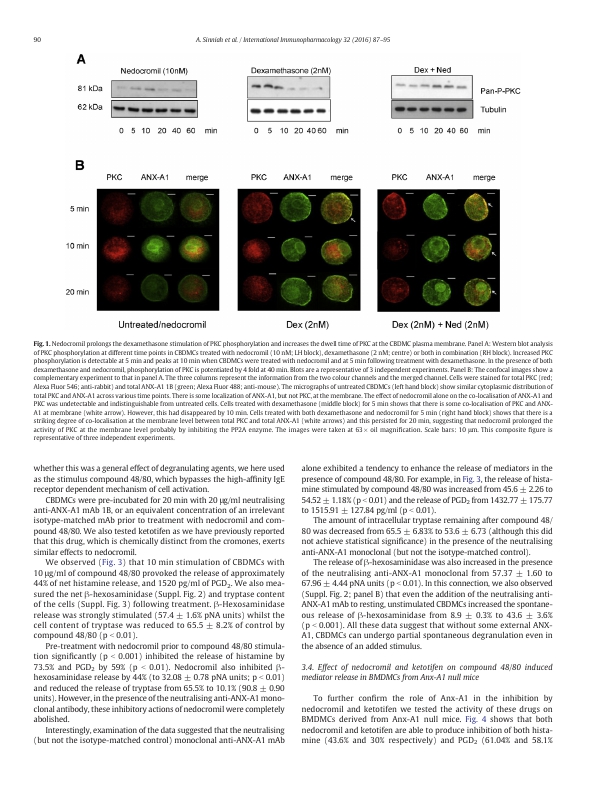 90
A. Sinniah et al. / International Immunopharmacology 32 (2016) 87–95
A
Nedocromil (10nM)
Dexamethasone (2nM)
Dex + Ned
81 kDa
Pan-P-PKC
62 kDa
Tubulin
0 5 10 20 40 60 min
0 5 10 20 40 60 min
0 5 10 20 40 60 min
B
PKC ANX-A1 merge
PKC ANX-A1 merge
PKC ANX-A1 merge
5 min
10 min
20 min
Untreated/nedocromil
Dex (2nM)
Dex (2nM) + Ned (2nM)
Fig. 1. Nedocromil prolongs the dexamethasone stimulation of PKC phosphorylation and increases the dwell time of PKC at the CBDMC plasma membrane. Panel A: Western blot analysis
of PKC phosphorylation at different time points in CBDMCs treated with nedocromil (10 nM; LH block), dexamethasone (2 nM; centre) or both in combination (RH block). Increased PKC
phosphorylation is detectable at 5 min and peaks at 10 min when CBDMCs were treated with nedocromil and at 5 min following treatment with dexamethasone. In the presence of both
dexamethasone and nedocromil, phosphorylation of PKC is potentiated by 4 fold at 40 min. Blots are a representative of 3 independent experiments. Panel B: The confocal images show a
complementary experiment to that in panel A. The three columns represent the information from the two colour channels and the merged channel. Cells were stained for total PKC (red;
Alexa Fluor 546; anti-rabbit) and total ANX-A1 1B (green; Alexa Fluor 488; anti-mouse). The micrographs of untreated CBDMCs (left hand block) show similar cytoplasmic distribution of
total PKC and ANX-A1 across various time points. There is some localization of ANX-A1, but not PKC, at the membrane. The effect of nedocromil alone on the co-localisation of ANX-A1 and
PKC was undetectable and indistinguishable from untreated cells. Cells treated with dexamethasone (middle block) for 5 min shows that there is some co-localisation of PKC and ANX-
A1 at membrane (white arrow). However, this had disappeared by 10 min. Cells treated with both dexamethasone and nedocromil for 5 min (right hand block) shows that there is a
striking degree of co-localisation at the membrane level between total PKC and total ANX-A1 (white arrows) and this persisted for 20 min, suggesting that nedocromil prolonged the
activity of PKC at the membrane level probably by inhibiting the PP2A enzyme. The images were taken at 63× oil magnification. Scale bars: 10 μm. This composite figure is
representative of three independent experiments.
whether this was a general effect of degranulating agents, we here used
as the stimulus compound 48/80, which bypasses the high-affinity IgE
receptor dependent mechanism of cell activation.
CBDMCs were pre-incubated for 20 min with 20 μg/ml neutralising
anti-ANX-A1 mAb 1B, or an equivalent concentration of an irrelevant
isotype-matched mAb prior to treatment with nedocromil and com-
pound 48/80. We also tested ketotifen as we have previously reported
that this drug, which is chemically distinct from the cromones, exerts
similar effects to nedocromil.
We observed (Fig. 3) that 10 min stimulation of CBDMCs with
10 μg/ml of compound 48/80 provoked the release of approximately
44% of net histamine release, and 1520 pg/ml of PGD2. We also mea-
sured the net β-hexosaminidase (Suppl. Fig. 2) and tryptase content
of the cells (Suppl. Fig. 3) following treatment. β-Hexosaminidase
release was strongly stimulated (57.4 ± 1.6% pNA units) whilst the
cell content of tryptase was reduced to 65.5 ± 8.2% of control by
compound 48/80 (p < 0.01).
Pre-treatment with nedocromil prior to compound 48/80 stimula-
tion significantly (p < 0.001) inhibited the release of histamine by
73.5% and PGD2 by 59% (p < 0.01). Nedocromil also inhibited β-
hexosaminidase release by 44% (to 32.08 ± 0.78 pNA units; p < 0.01)
and reduced the release of tryptase from 65.5% to 10.1% (90.8 ± 0.90
units). However, in the presence of the neutralising anti-ANX-A1 mono-
clonal antibody, these inhibitory actions of nedocromil were completely
abolished.
Interestingly, examination of the data suggested that the neutralising
(but not the isotype-matched control) monoclonal anti-ANX-A1 mAb
alone exhibited a tendency to enhance the release of mediators in the
presence of compound 48/80. For example, in Fig. 3, the release of hista-
mine stimulated by compound 48/80 was increased from 45.6 ± 2.26 to
54.52 ± 1.18% (p < 0.01) and the release of PGD2 from 1432.77 ± 175.77
to 1515.91 ± 127.84 pg/ml (p < 0.01).
The amount of intracellular tryptase remaining after compound 48/
80 was decreased from 65.5 ± 6.83% to 53.6 ± 6.73 (although this did
not achieve statistical significance) in the presence of the neutralising
anti-ANX-A1 monoclonal (but not the isotype-matched control).
The release of β-hexosaminidase was also increased in the presence
of the neutralising anti-ANX-A1 monoclonal from 57.37 ± 1.60 to
67.96 ± 4.44 pNA units (p < 0.01). In this connection, we also observed
(Suppl. Fig. 2; panel B) that even the addition of the neutralising anti-
ANX-A1 mAb to resting, unstimulated CBDMCs increased the spontane-
ous release of β-hexosaminidase from 8.9 ± 0.3% to 43.6 ± 3.6%
(p < 0.001). All these data suggest that without some external ANX-
A1, CBDMCs can undergo partial spontaneous degranulation even in
the absence of an added stimulus.
3.4. Effect of nedocromil and ketotifen on compound 48/80 induced
mediator release in BMDMCs from Anx-A1 null mice
To further confirm the role of Anx-A1 in the inhibition by
nedocromil and ketotifen we tested the activity of these drugs on
BMDMCs derived from Anx-A1 null mice. Fig. 4 shows that both
nedocromil and ketotifen are able to produce inhibition of both hista-
mine (43.6% and 30% respectively) and PGD2 (61.04% and 58.1%